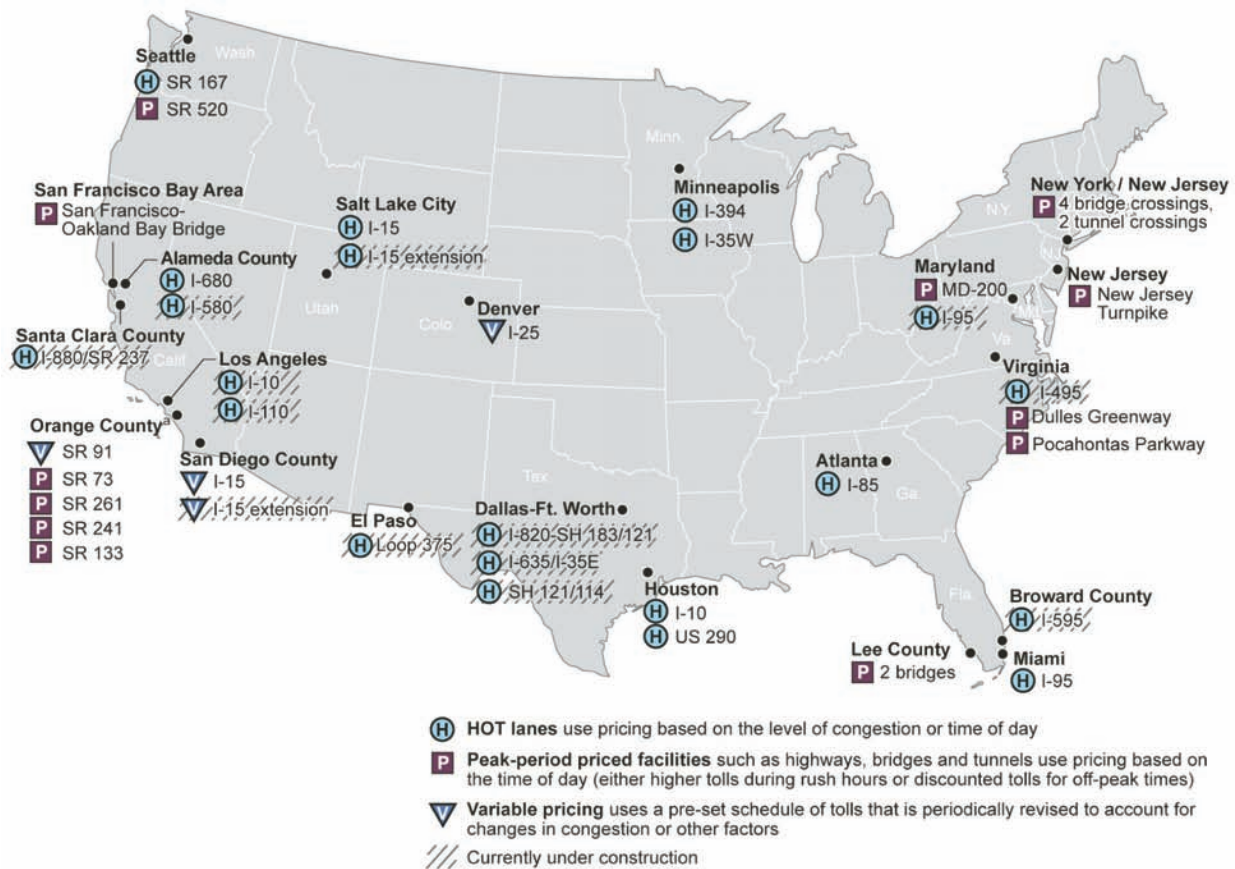 Wash.
Seattle
H SR 167
P SR 520
San Francisco Bay Area
P San Francisco-
Oakland Bay Bridge
Alameda County
H I-680
H I-580
Santa Clara County
H I-880/SR 237
Calif.
Los Angeles
H I-10
H I-110
Orange County a
V SR 91
P SR 73
P SR 261
P SR 241
P SR 133
San Diego County
V I-15
V I-15 extension
Salt Lake City
H I-15
H I-15 extension
Utah
Colo.
Denver
V I-25
El Paso
H Loop 375
Tex.
Dallas-Ft. Worth
H I-820-SH 183/121
H I-635/I-35E
H SH 121/114
Houston
H I-10
H US 290
Minn.
Minneapolis
H I-394
H I-35W
N.Y.
New York / New Jersey
P 4 bridge crossings,
2 tunnel crossings
N.J.
New Jersey
P New Jersey
Turnpike
Maryland
P MD-200
H I-95
Md.
Va.
Virginia
H I-495
P Dulles Greenway
P Pocahontas Parkway
Atlanta
H I-85
Ga.
Fla.
Broward County
H I-595
Lee County
P 2 bridges
Miami
H I-95
H HOT lanes use pricing based on the level of congestion or time of day
P Peak-period priced facilities such as highways, bridges and tunnels use pricing based on
the time of day (either higher tolls during rush hours or discounted tolls for off-peak times)
V Variable pricing uses a pre-set schedule of tolls that is periodically revised to account for
changes in congestion or other factors
Currently under construction